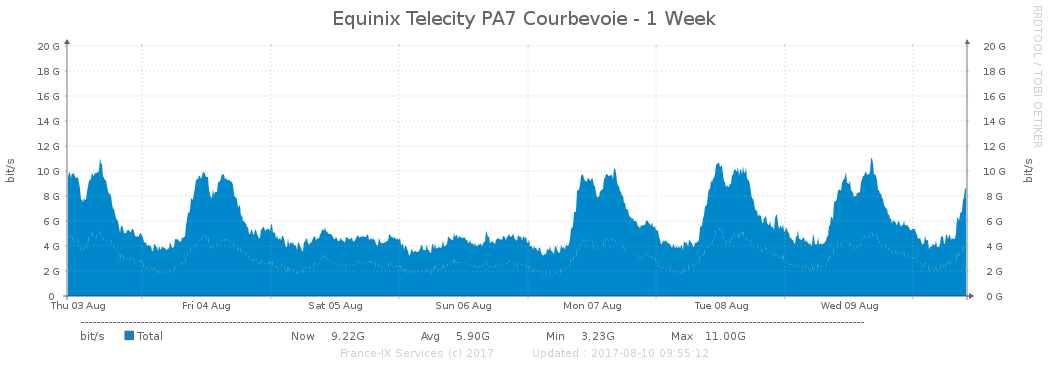 Equinix Telecity PA7 Courbevoie - 1 Week
RRDTOOL / TOBI OETIKER
bit/s
bit/s
20 G 20 G
18 G 18 G
16 G 16 G
14 G 14 G
12 G 12 G
10 G 10 G
8 G 8 G
6 G 6 G
4 G 4 G
2 G 2 G
0 0 G
Thu 03 Aug Fri 04 Aug Sat 05 Aug Sun 06 Aug Mon 07 Aug Tue 08 Aug Wed 09 Aug
bit/s Total Now 9.22G Avg 5.90G Min 3.23G Max 11.00G
France-IX Services (c) 2017 Updated : 2017-08-10 09:55:12